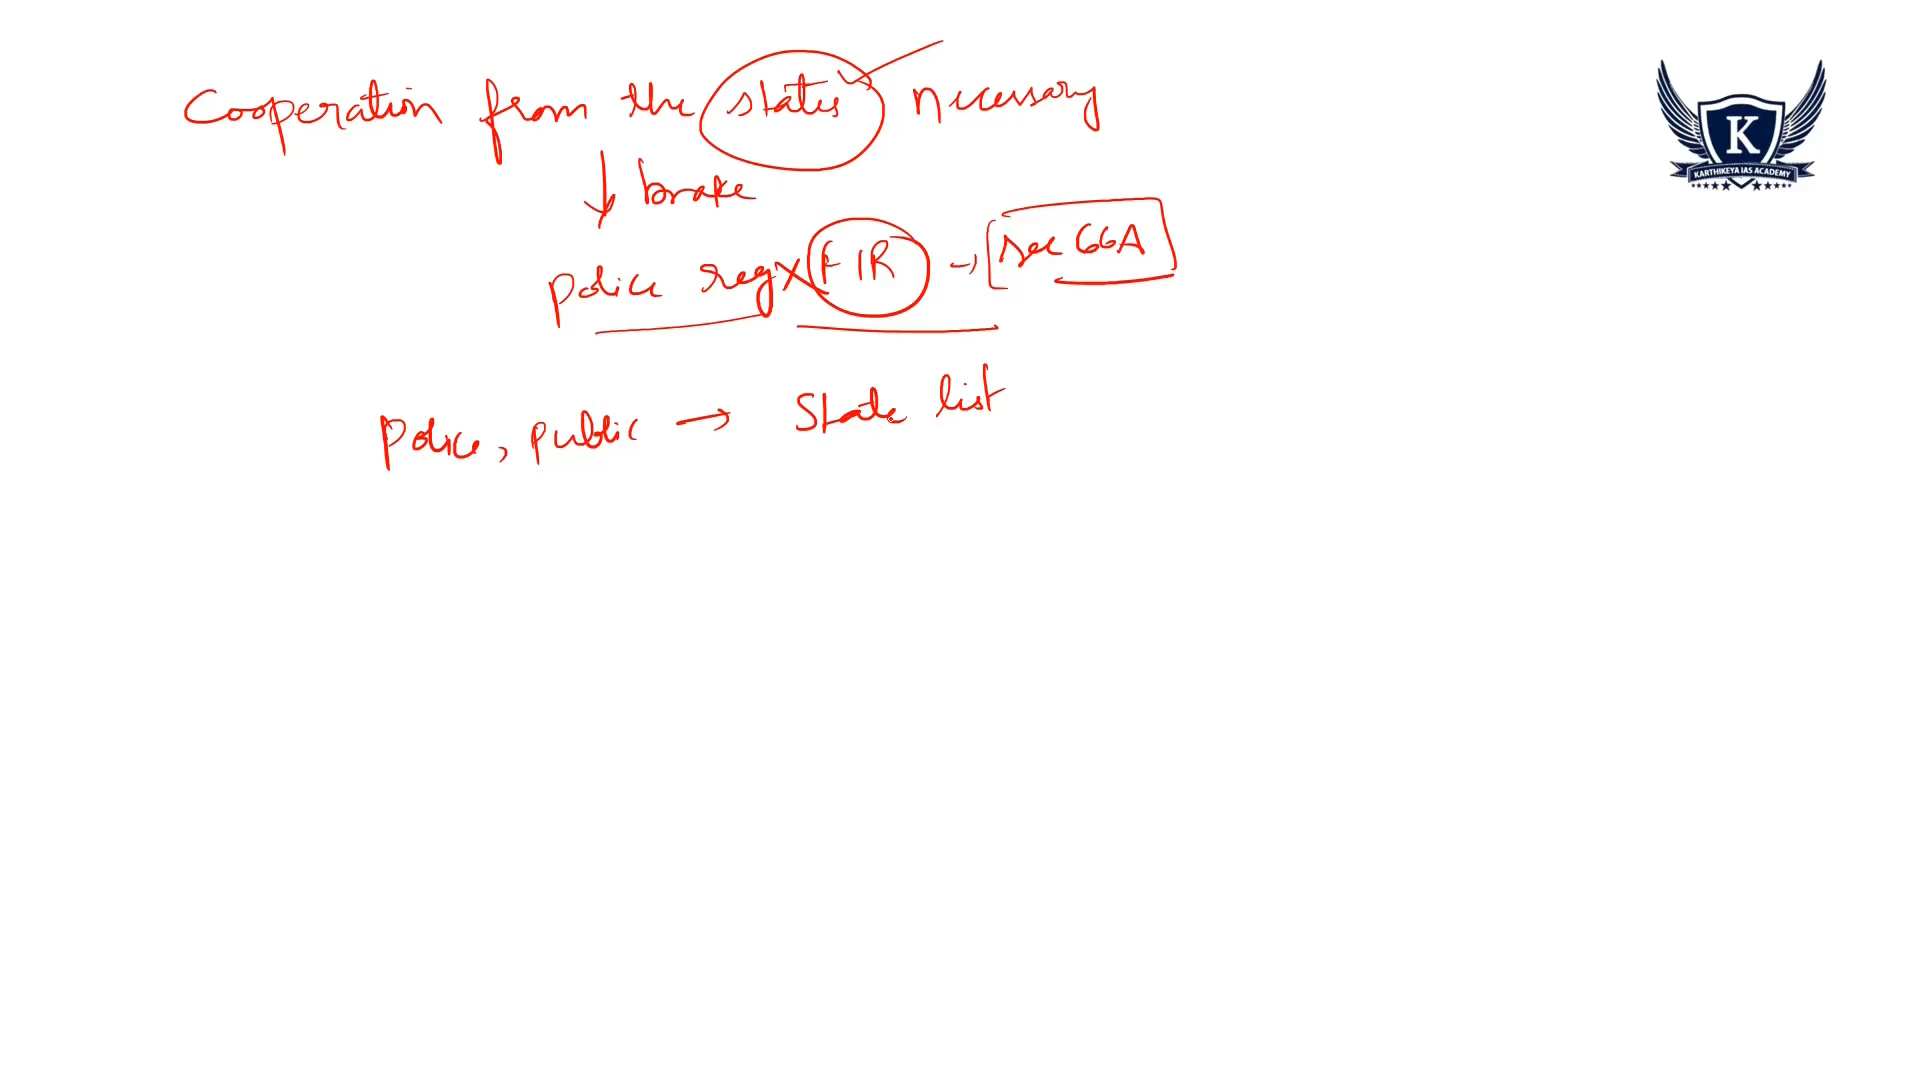 Cooperation from the states necessary
brake
police reg x FIR → sec 66A
Police, public → State list
K
KARTHIKEYA IAS ACADEMY